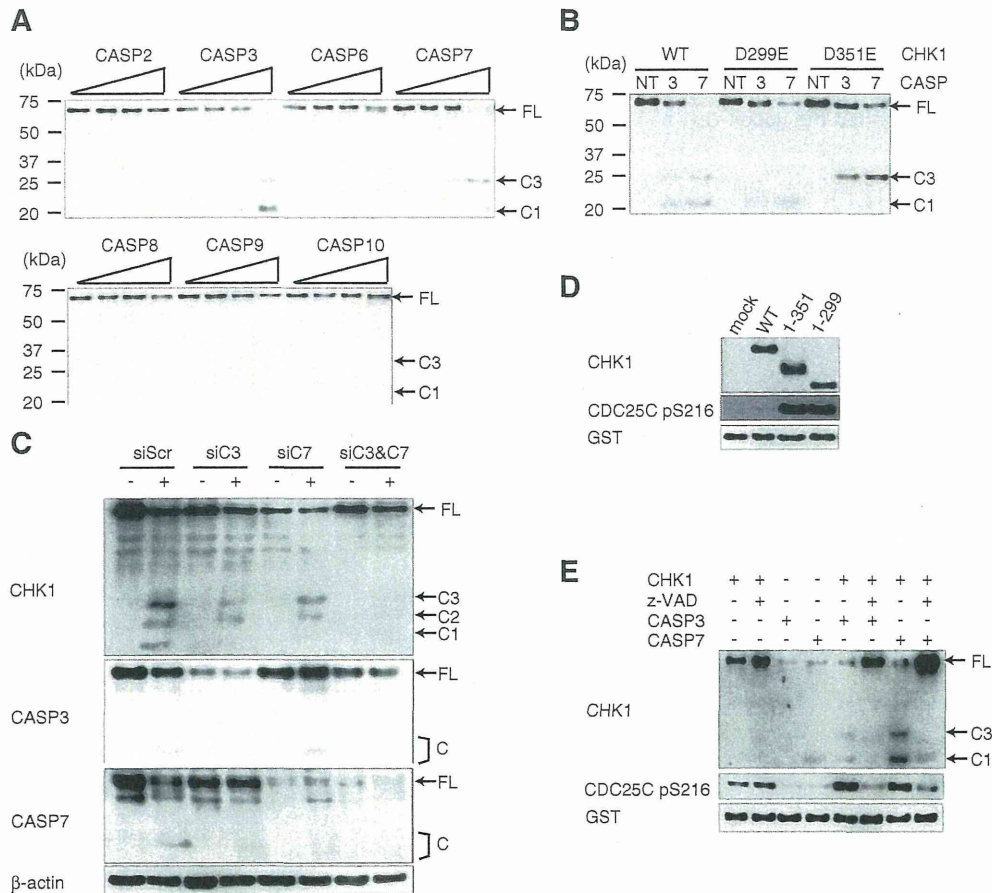 A
CASP2 CASP3 CASP6 CASP7
(kDa)
75
50
37
25
20
FL
C3
C1
CASP8 CASP9 CASP10
(kDa)
75
50
37
25
20
FL
C3
C1
B
WT D299E D351E CHK1
(kDa) NT 3 7 NT 3 7 NT 3 7 CASP
75
50
37
25
20
FL
C3
C1
C
siScr siC3 siC7 siC3&C7
- + - + - + - +
CHK1
FL
C3
C2
C1
CASP3
FL
C
CASP7
FL
C
β-actin
D
mock WT 1-351 1-299
CHK1
CDC25C pS216
GST
E
CHK1 + + - - + + + +
z-VAD - + - - - + - +
CASP3 - - + - + + - -
CASP7 - - - + - - + +
CHK1
FL
C3
C1
CDC25C pS216
GST